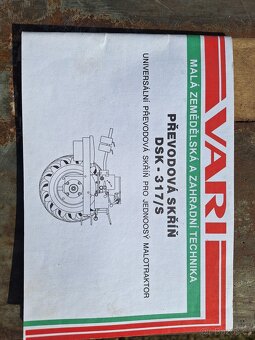 VARI
MALÁ ZEMĚDĚLSKÁ A ZAHRADNÍ TECHNIKA
PŘEVODOVÁ SKŘÍŇ
DSK - 317/S
UNIVERSÁLNÍ PŘEVODOVÁ SKŘÍŇ PRO JEDNOOSÝ MALOTRAKTOR